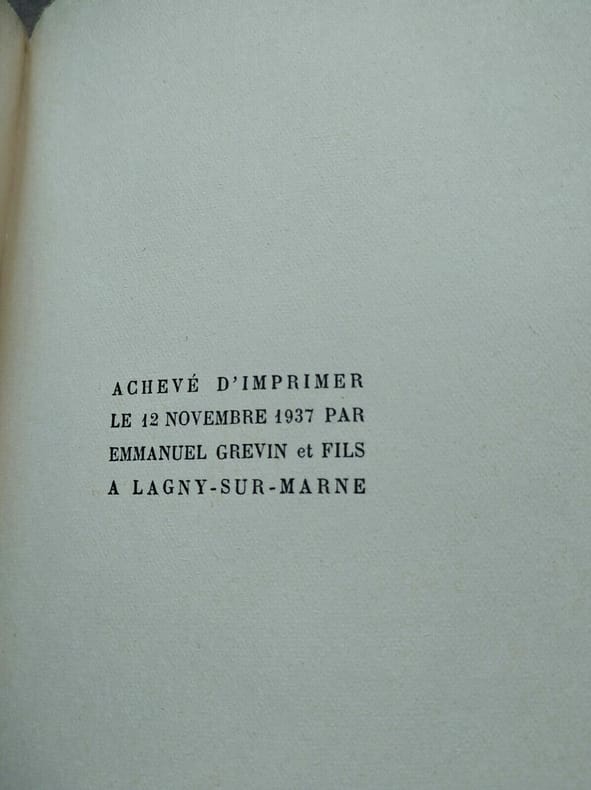 ACHEVÉ D'IMPRIMER
LE 12 NOVEMBRE 1937 PAR
EMMANUEL GREVIN et FILS
A LAGNY-SUR-MARNE